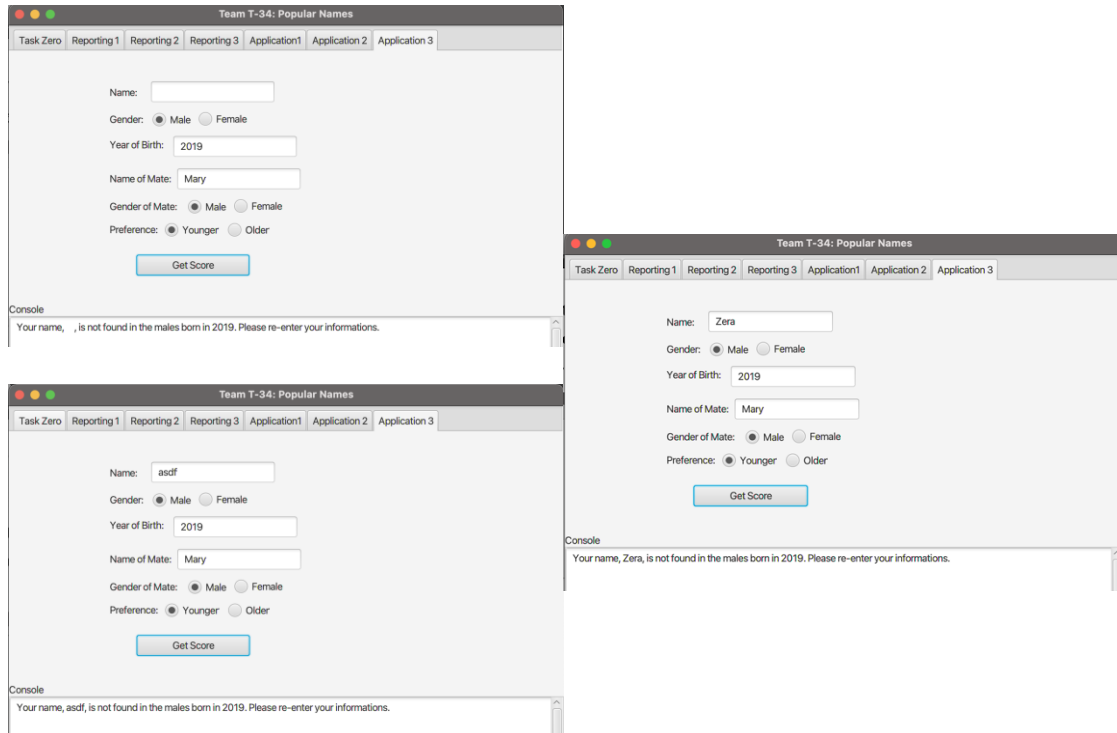 Team T-34: Popular Names
Task Zero Reporting 1 Reporting 2 Reporting 3 Application1 Application 2 Application 3
Name:
Gender: Male Female
Year of Birth: 2019
Name of Mate: Mary
Gender of Mate: Male Female
Preference: Younger Older
Get Score
Console
Your name, , is not found in the males born in 2019. Please re-enter your informations.
Team T-34: Popular Names
Task Zero Reporting 1 Reporting 2 Reporting 3 Application1 Application 2 Application 3
Name: asdf
Gender: Male Female
Year of Birth: 2019
Name of Mate: Mary
Gender of Mate: Male Female
Preference: Younger Older
Get Score
Console
Your name, asdf, is not found in the males born in 2019. Please re-enter your informations.
Team T-34: Popular Names
Task Zero Reporting 1 Reporting 2 Reporting 3 Application1 Application 2 Application 3
Name: Zera
Gender: Male Female
Year of Birth: 2019
Name of Mate: Mary
Gender of Mate: Male Female
Preference: Younger Older
Get Score
Console
Your name, Zera, is not found in the males born in 2019. Please re-enter your informations.